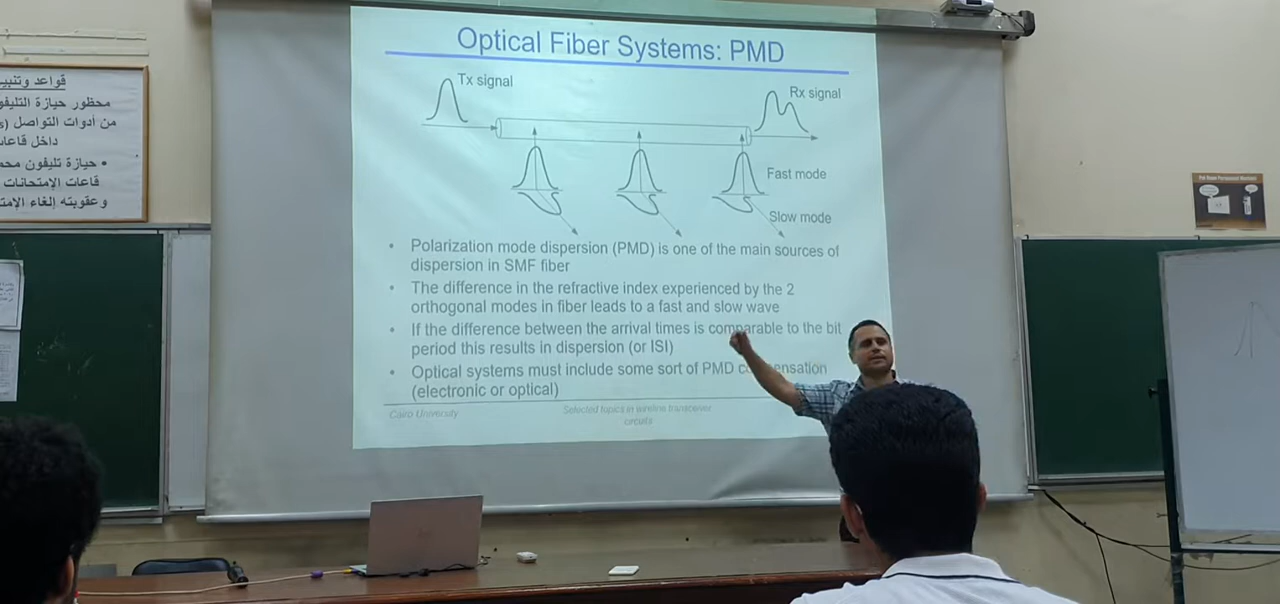 Optical Fiber Systems: PMD
Tx signal
Rx signal
Fast mode
Slow mode
• Polarization mode dispersion (PMD) is one of the main sources of
dispersion in SMF fiber
• The difference in the refractive index experienced by the 2
orthogonal modes in fiber leads to a fast and slow wave
• If the difference between the arrival times is comparable to the bit
period this results in dispersion (or ISI)
• Optical systems must include some sort of PMD
(electronic or optical)
Cairo University
Selected topics in wireline transceiver
circuits
قواعد وتنبي
محظور حيازة التليفو
من أدوات التواصل
داخل قاعات
• حيازة تليفون محم
قاعات الإمتحانات
وعقوبته إلغاء الإمت